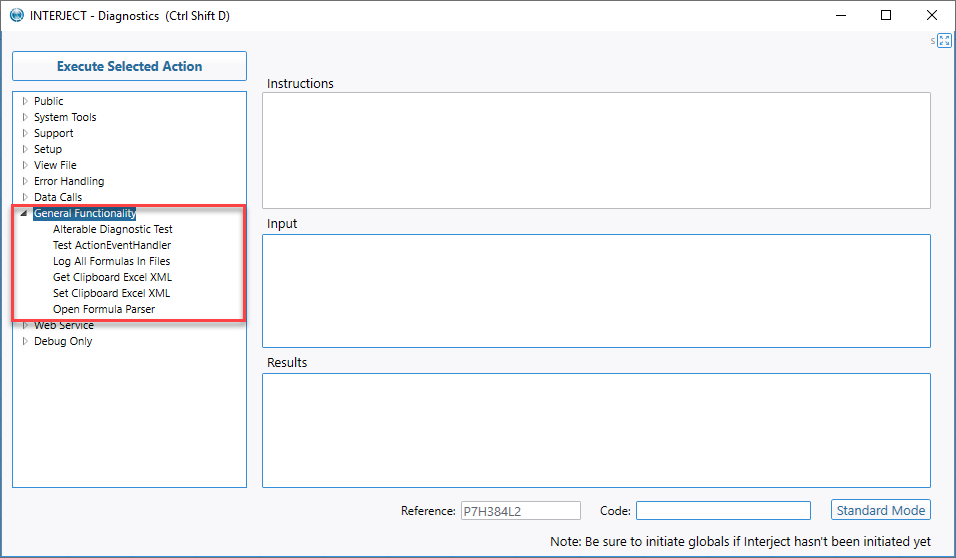 INTERJECT - Diagnostics (Ctrl Shift D)
s
Execute Selected Action
Public
System Tools
Support
Setup
View File
Error Handling
Data Calls
General Functionality
Alterable Diagnostic Test
Test ActionEventHandler
Log All Formulas In Files
Get Clipboard Excel XML
Set Clipboard Excel XML
Open Formula Parser
Web Service
Debug Only
Instructions
Input
Results
Reference: P7H384L2 Code: Standard Mode
Note: Be sure to initiate globals if Interject hasn't been initiated yet